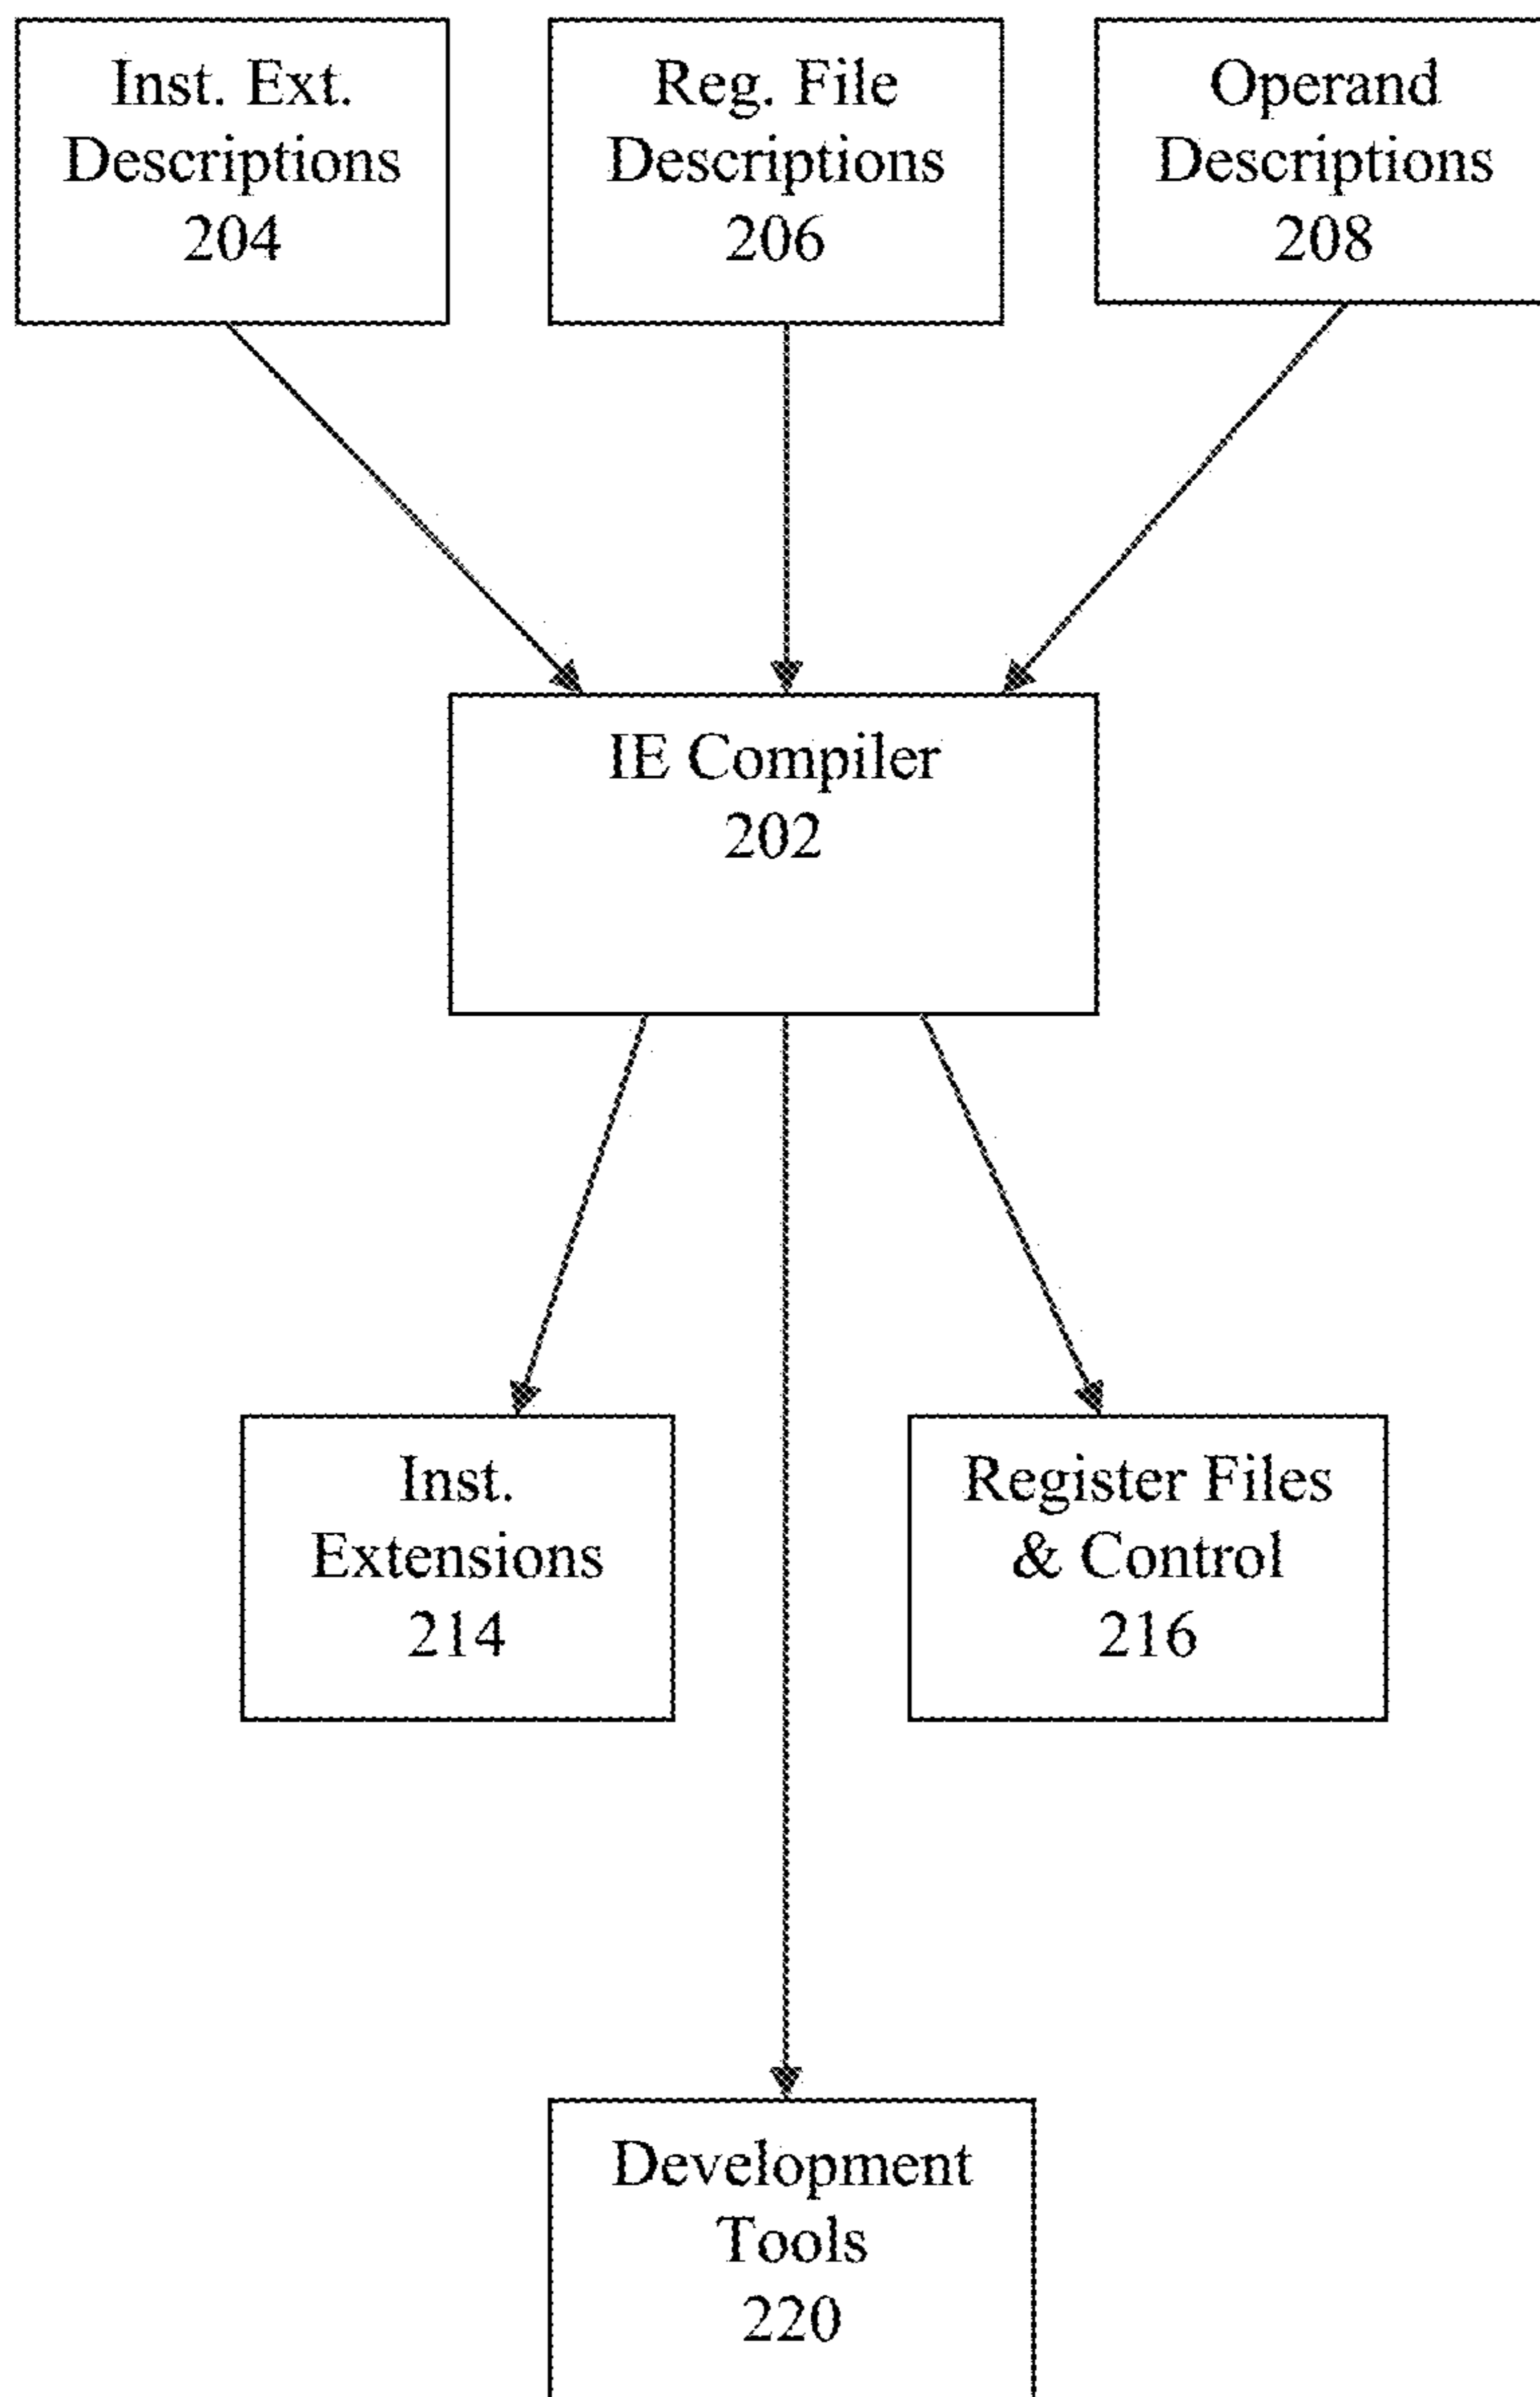 Inst. Ext.
Descriptions
204
Reg. File
Descriptions
206
Operand
Descriptions
208
IE Compiler
202
Inst.
Extensions
214
Register Files
& Control
216
Development
Tools
220